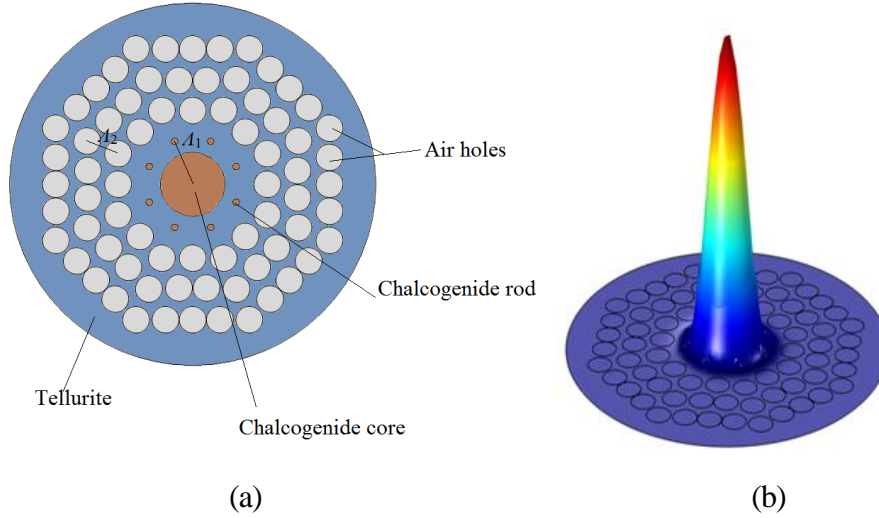 Λ2
Λ1
Air holes
Chalcogenide rod
Tellurite
Chalcogenide core
(a)
(b)